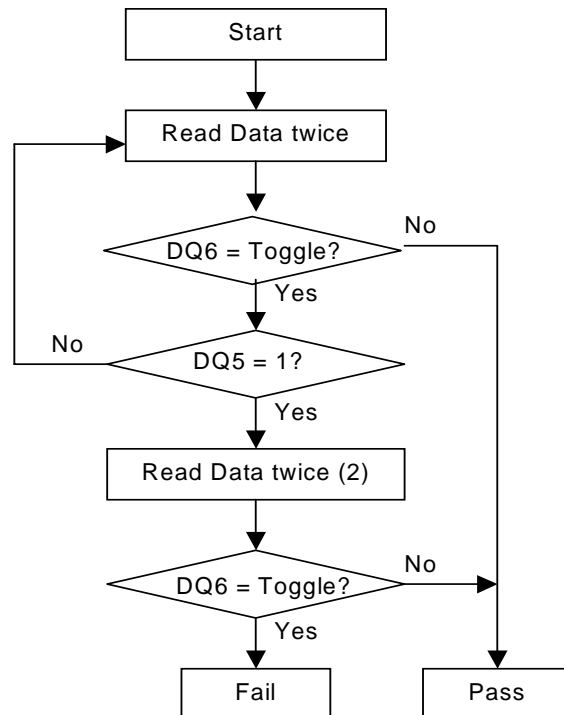 Start
Read Data twice
No
DQ6 = Toggle?
Yes
No
DQ5 = 1?
Yes
Read Data twice (2)
No
DQ6 = Toggle?
Yes
Fail
Pass